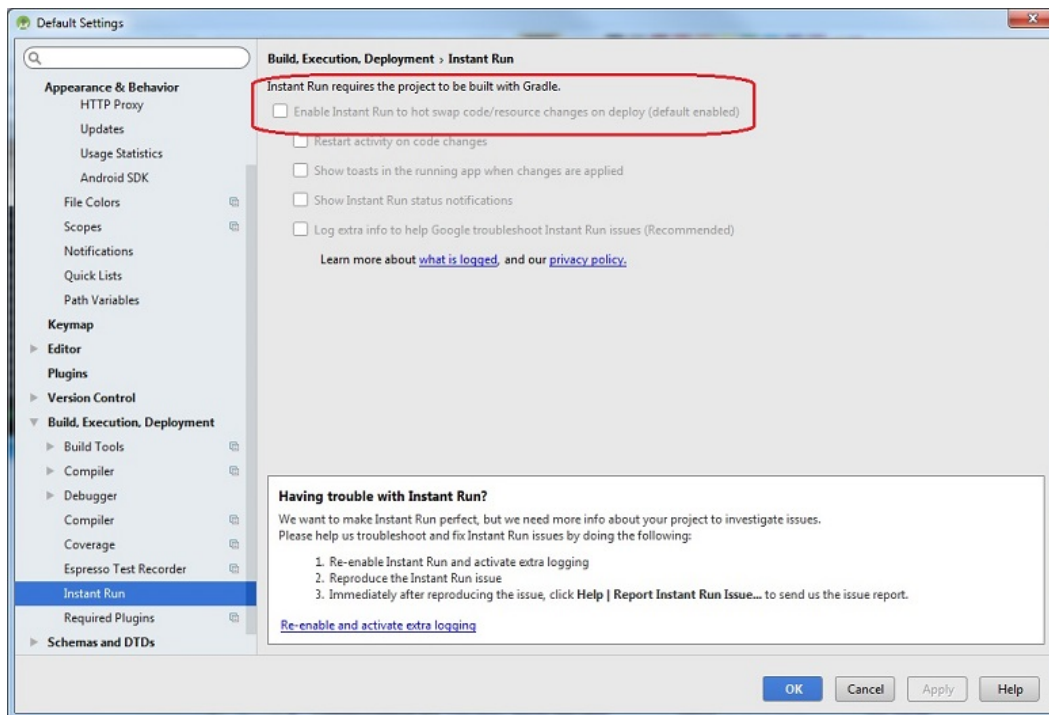 Default Settings
Appearance & Behavior
HTTP Proxy
Updates
Usage Statistics
Android SDK
File Colors
Scopes
Notifications
Quick Lists
Path Variables
Keymap
Editor
Plugins
Version Control
Build, Execution, Deployment
Build Tools
Compiler
Debugger
Compiler
Coverage
Espresso Test Recorder
Instant Run
Required Plugins
Schemas and DTDs
Build, Execution, Deployment › Instant Run
Instant Run requires the project to be built with Gradle.
Enable Instant Run to hot swap code/resource changes on deploy (default enabled)
Restart activity on code changes
Show toasts in the running app when changes are applied
Show Instant Run status notifications
Log extra info to help Google troubleshoot Instant Run issues (Recommended)
Learn more about what is logged, and our privacy policy.
Having trouble with Instant Run?
We want to make Instant Run perfect, but we need more info about your project to investigate issues.
Please help us troubleshoot and fix Instant Run issues by doing the following:
1. Re-enable Instant Run and activate extra logging
2. Reproduce the Instant Run issue
3. Immediately after reproducing the issue, click Help | Report Instant Run Issue... to send us the issue report.
Re-enable and activate extra logging
OK Cancel Apply Help